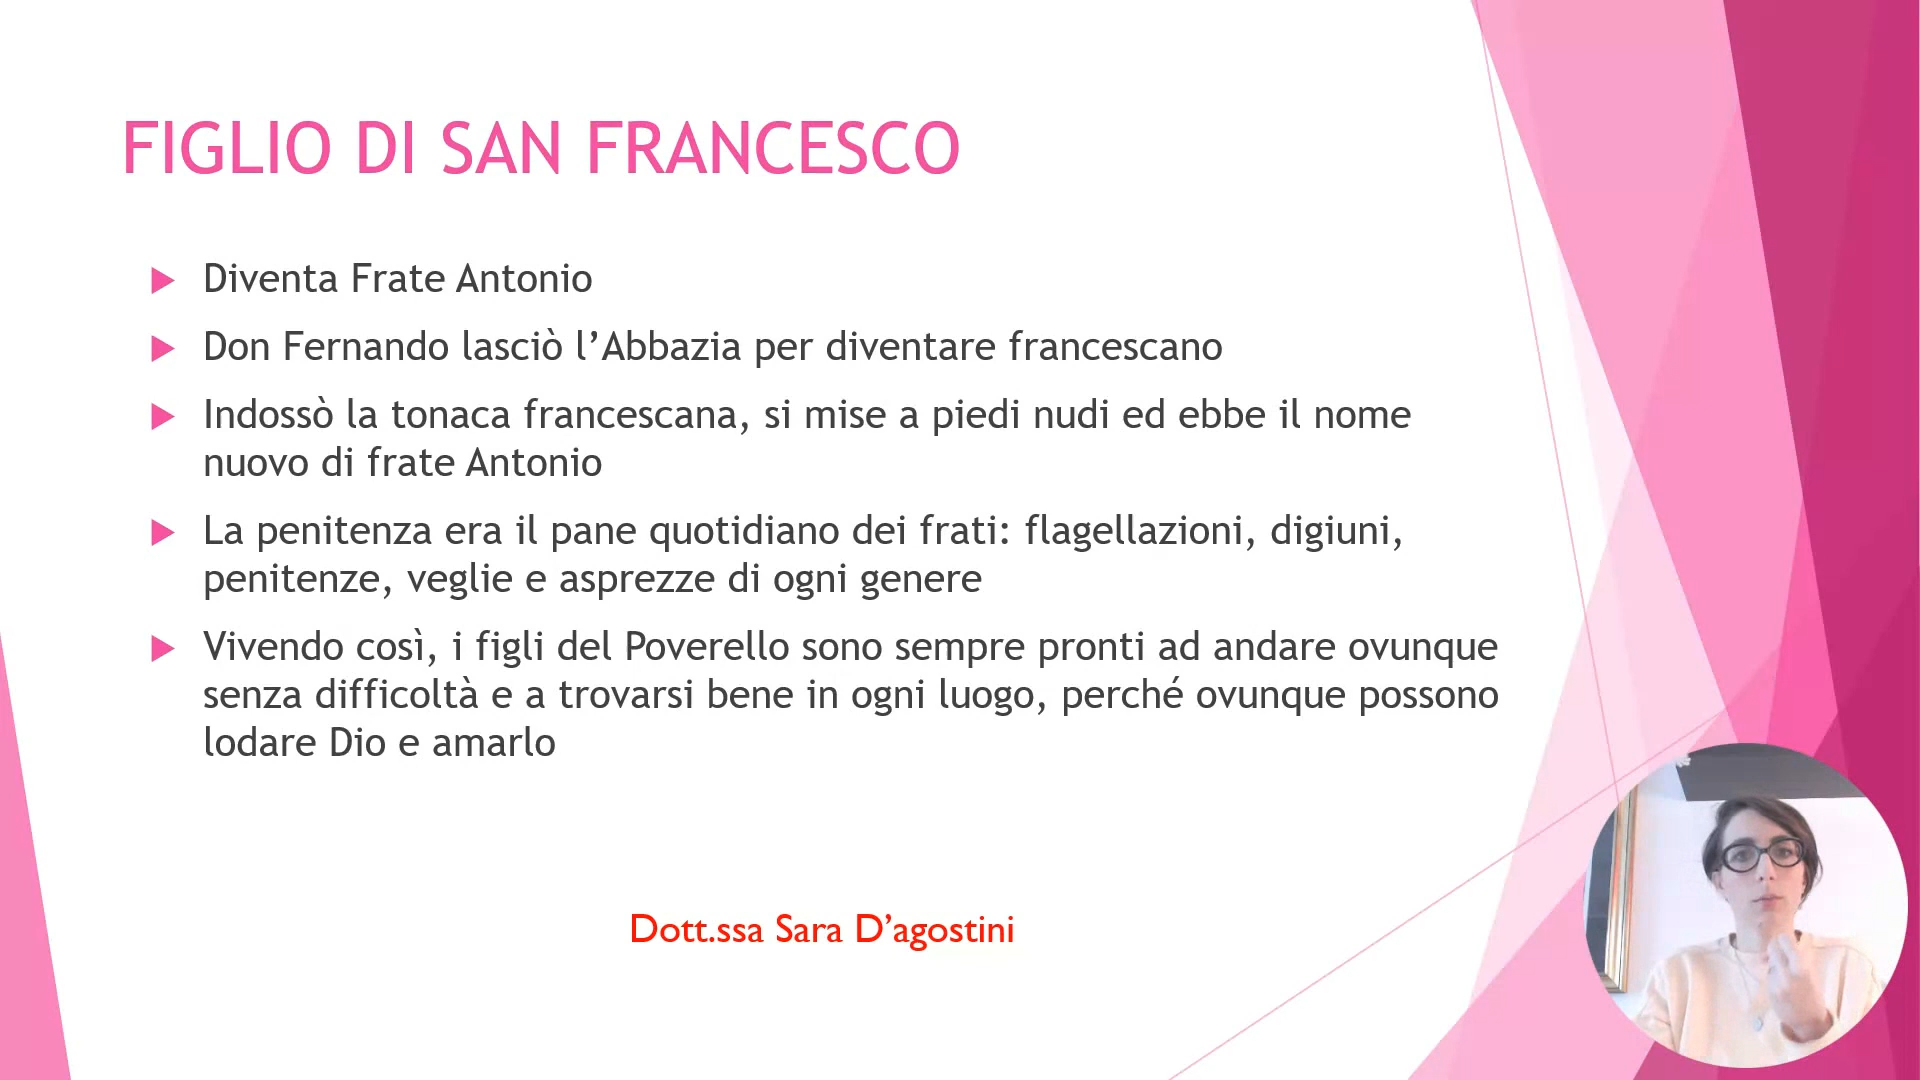 FIGLIO DI SAN FRANCESCO
Diventa Frate Antonio
Don Fernando lasciò l’Abbazia per diventare francescano
Indossò la tonaca francescana, si mise a piedi nudi ed ebbe il nome
nuovo di frate Antonio
La penitenza era il pane quotidiano dei frati: flagellazioni, digiuni,
penitenze, veglie e asprezze di ogni genere
Vivendo così, i figli del Poverello sono sempre pronti ad andare ovunque
senza difficoltà e a trovarsi bene in ogni luogo, perché ovunque possono
lodare Dio e amarlo
Dott.ssa Sara D’agostini